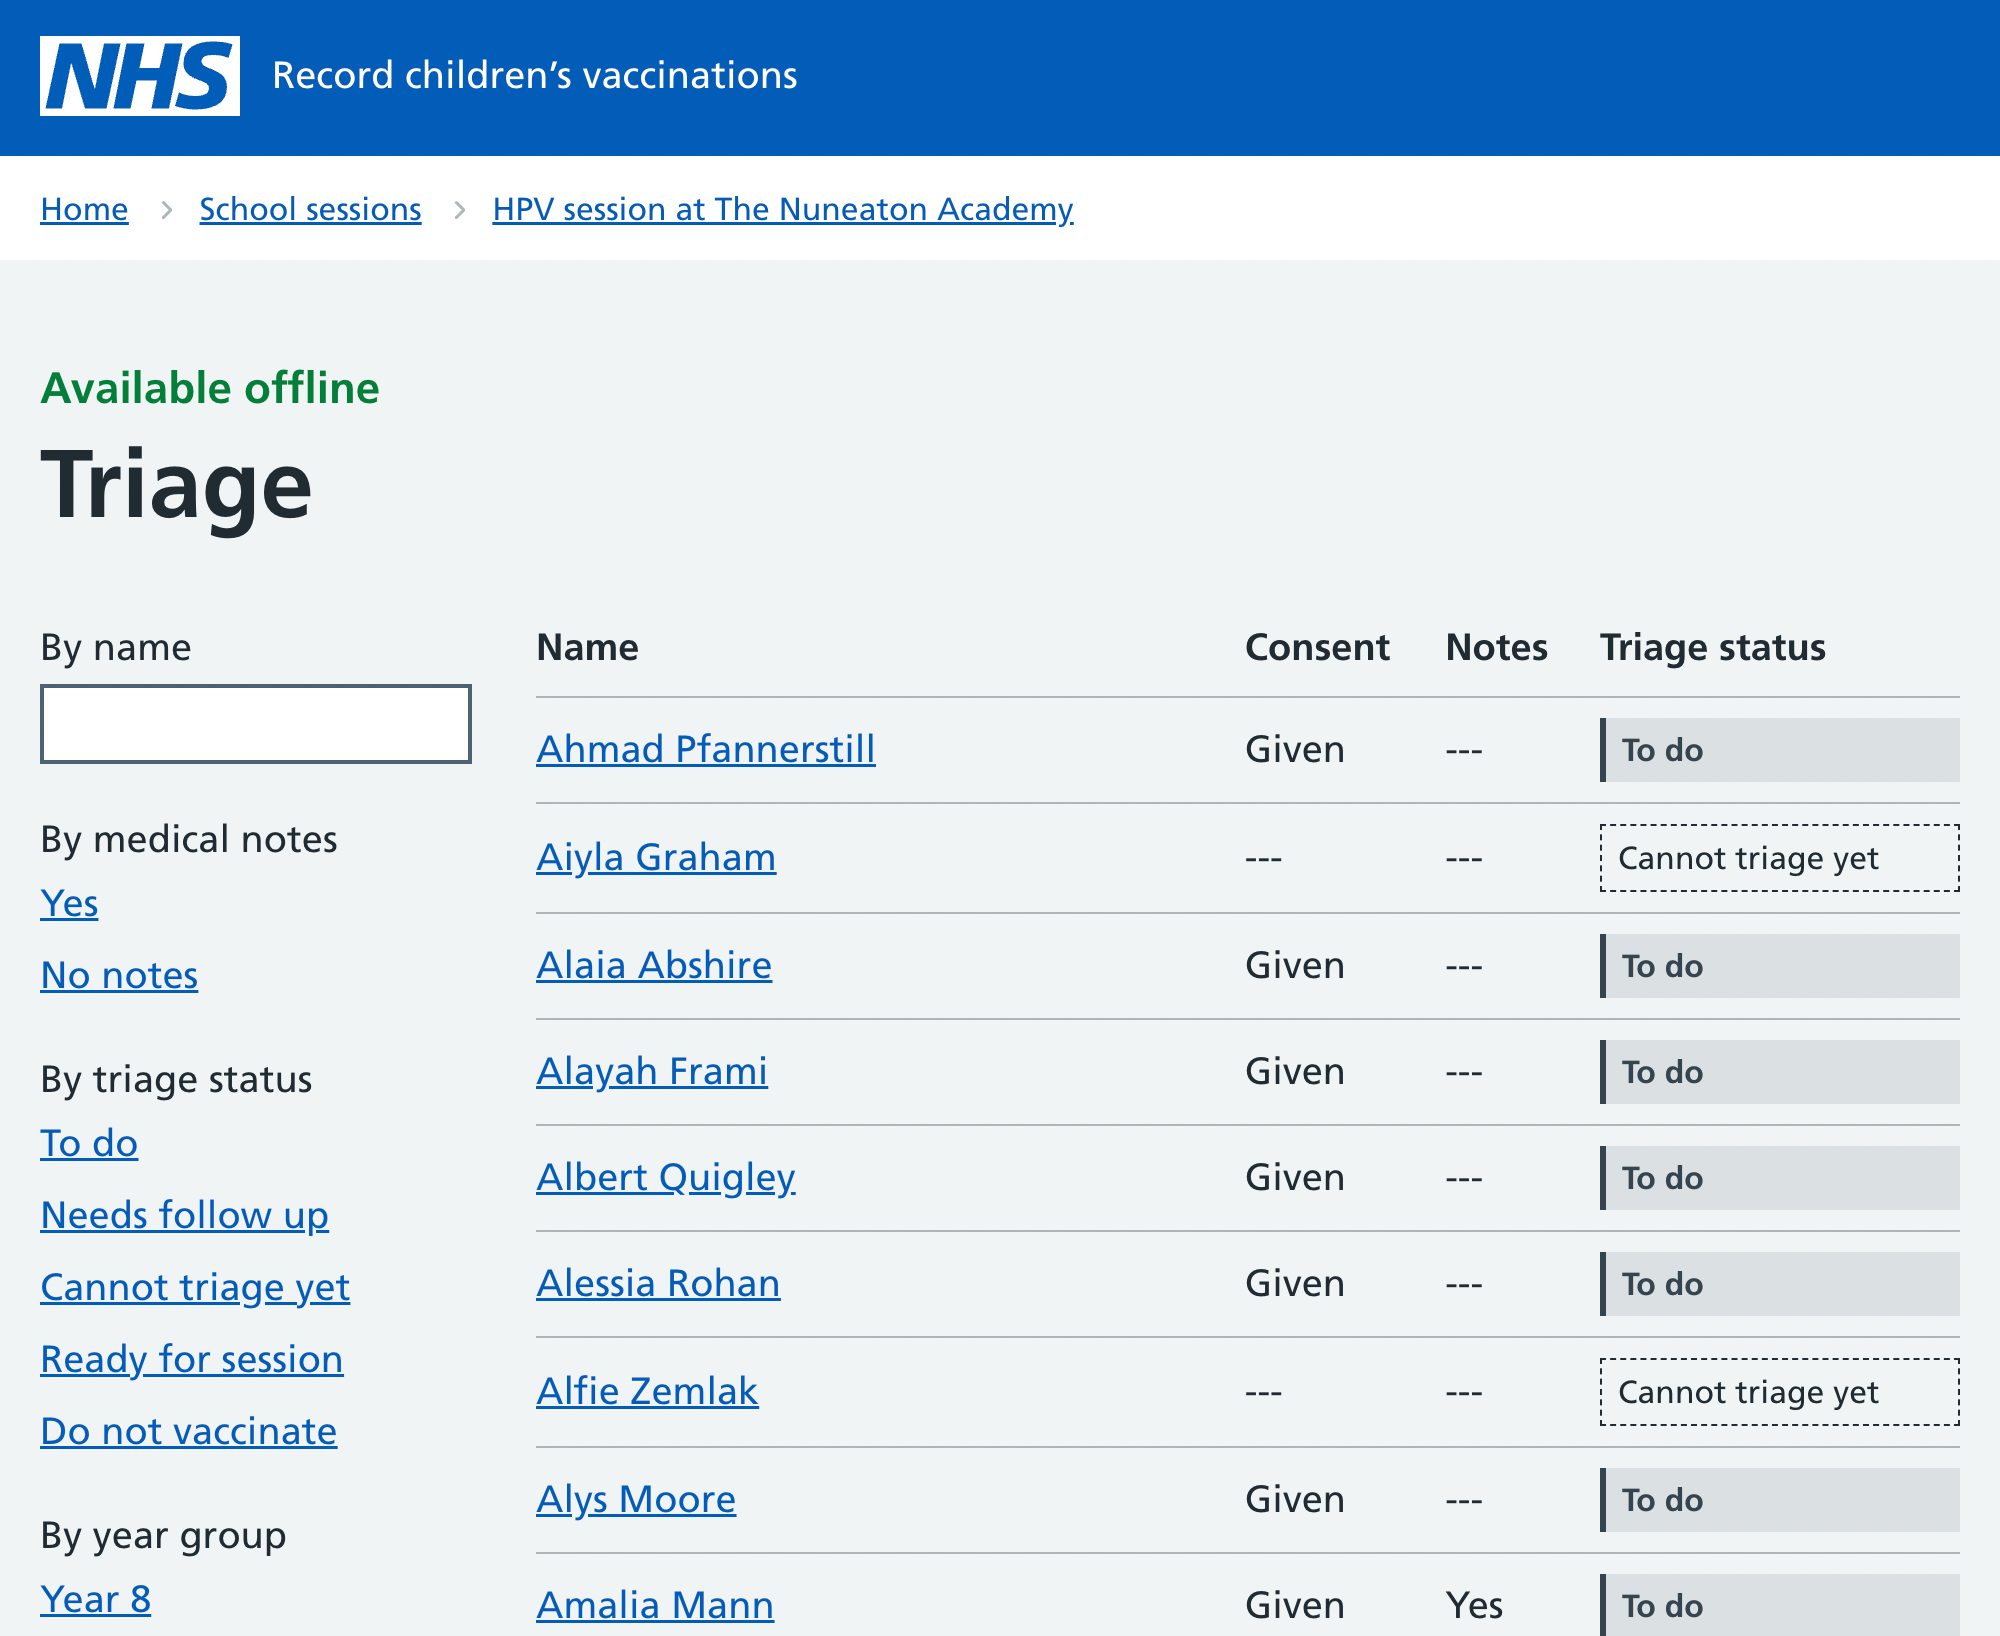 NHS Record children’s vaccinations
Home > School sessions > HPV session at The Nuneaton Academy
Available offline
Triage
By name
By medical notes
Yes
No notes
By triage status
To do
Needs follow up
Cannot triage yet
Ready for session
Do not vaccinate
By year group
Year 8
Name Consent Notes Triage status
Ahmad Pfannerstill Given --- To do
Aiyla Graham --- --- Cannot triage yet
Alaia Abshire Given --- To do
Alayah Frami Given --- To do
Albert Quigley Given --- To do
Alessia Rohan Given --- To do
Alfie Zemlak --- --- Cannot triage yet
Alys Moore Given --- To do
Amalia Mann Given Yes To do